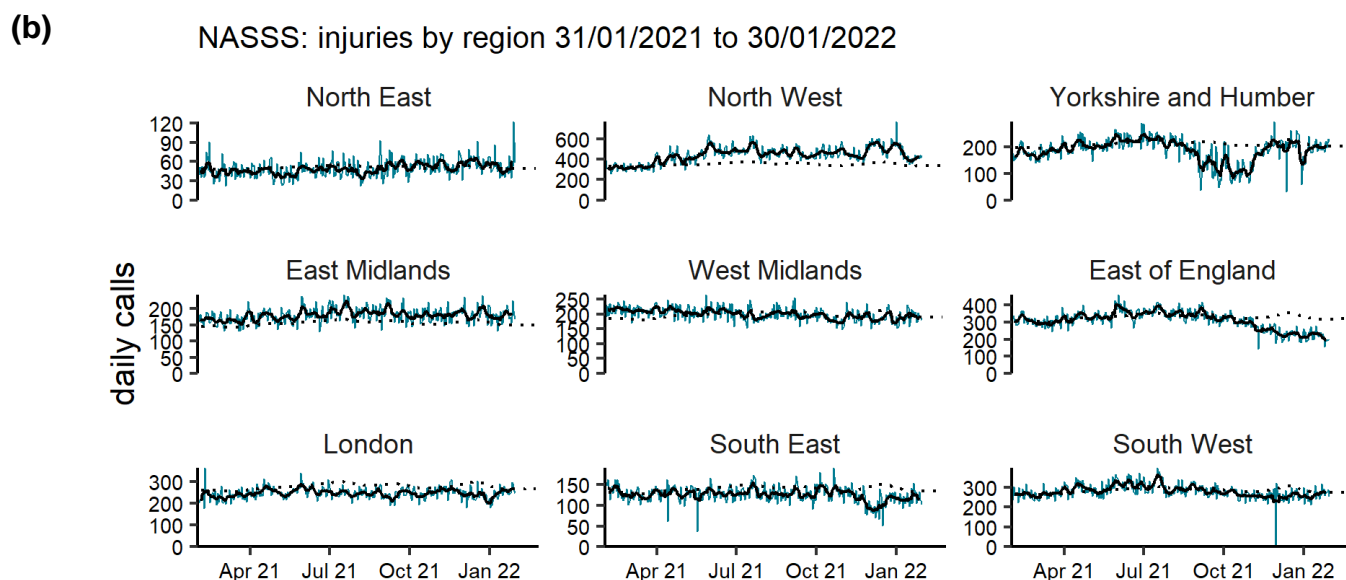 (b)
NASSS: injuries by region 31/01/2021 to 30/01/2022
North East
North West
Yorkshire and Humber
120
90
60
30
0
600
400
200
0
200
100
0
East Midlands
West Midlands
East of England
200
150
100
50
0
250
200
150
100
50
0
400
300
200
100
0
daily calls
London
South East
South West
300
200
100
0
150
100
50
0
300
200
100
0
Apr 21 Jul 21 Oct 21 Jan 22
Apr 21 Jul 21 Oct 21 Jan 22
Apr 21 Jul 21 Oct 21 Jan 22